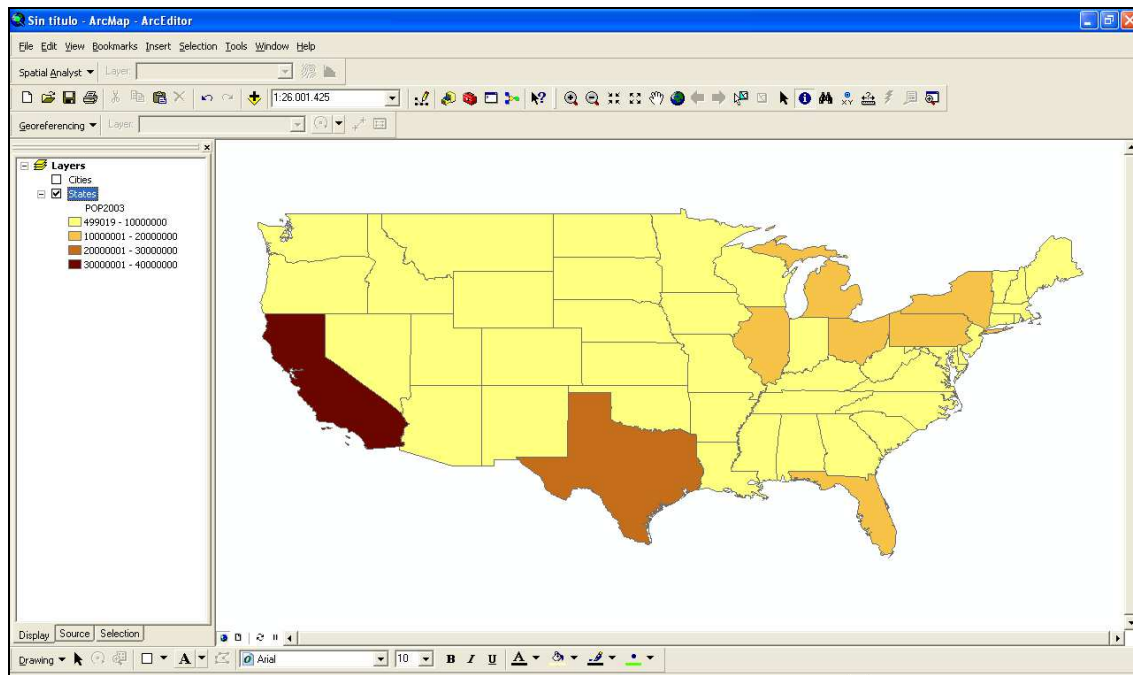 Sin título - ArcMap - ArcEditor
File Edit View Bookmarks Insert Selection Tools Window Help
Spatial Analyst Layer:
1:26.001.425
Georeferencing Layer:
Layers
Cities
States
POP2003
499019 - 10000000
10000001 - 20000000
20000001 - 30000000
30000001 - 40000000
Display Source Selection
Drawing A Arial 10 B I U A